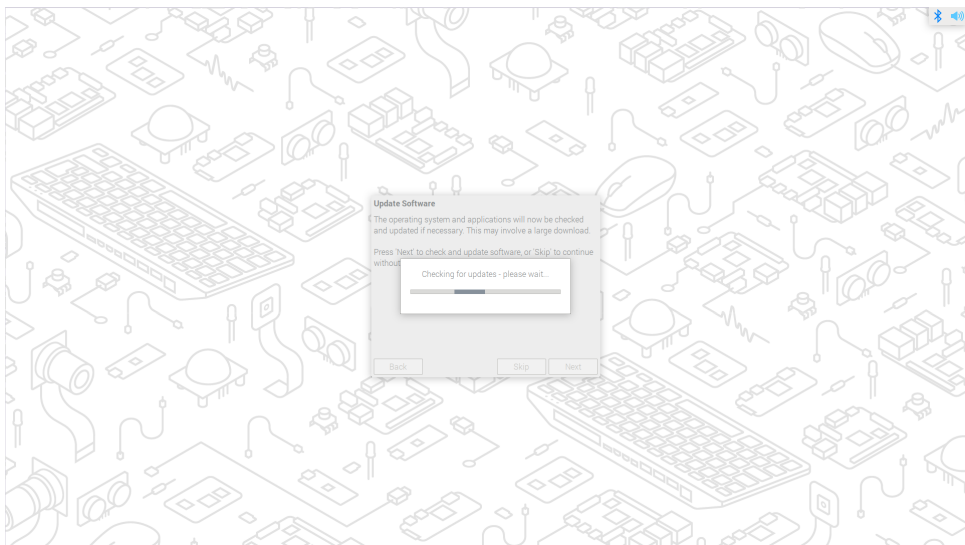 Update Software
The operating system and applications will now be checked
and updated if necessary. This may involve a large download.
Press 'Next' to check and update software, or 'Skip' to continue
without
Checking for updates - please wait...
Back
Skip
Next